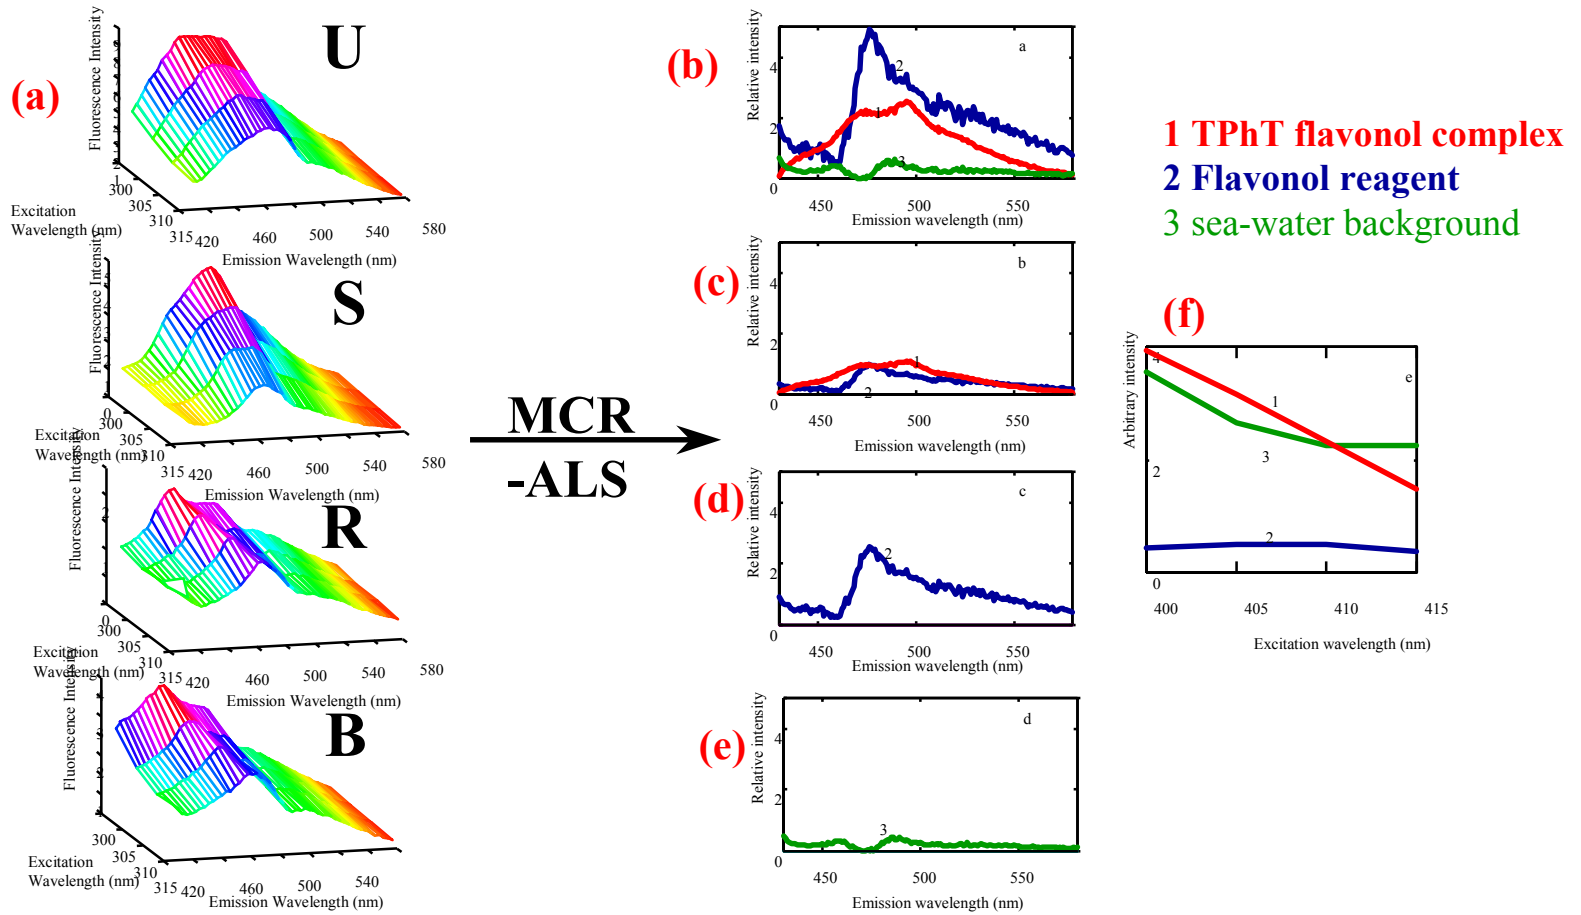 (a)
U
Fluorescence Intensity
300
305
310
315
Excitation
Wavelength (nm)
420
460
500
540
580
Emission Wavelength (nm)
S
Fluorescence Intensity
0
300
305
310
315
Excitation
Wavelength (nm)
420
460
500
540
580
Emission Wavelength (nm)
R
Fluorescence Intensity
0
300
305
310
315
Excitation
Wavelength (nm)
420
460
500
540
580
Emission Wavelength (nm)
B
Fluorescence Intensity
300
305
310
315
Excitation
Wavelength (nm)
420
460
500
540
Emission Wavelength (nm)
MCR
-ALS
(b)
Relative intensity
a
4
2
0
1
2
3
450
500
550
Emission wavelength (nm)
(c)
Relative intensity
b
4
2
0
1
2
450
500
550
Emission wavelength (nm)
(d)
Relative intensity
c
4
2
0
2
450
500
550
Emission wavelength (nm)
(e)
Relative intensity
d
4
2
0
3
450
500
550
Emission wavelength (nm)
1 TPhT flavonol complex
2 Flavonol reagent
3 sea-water background
(f)
Arbitrary intensity
e
4
2
0
1
3
2
400
405
410
415
Excitation wavelength (nm)